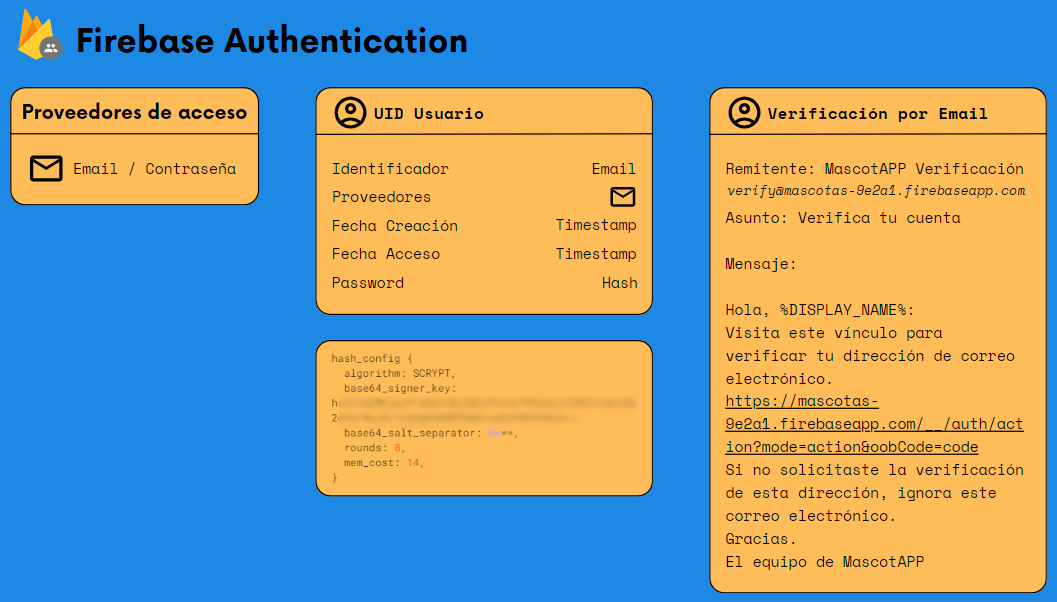 Firebase Authentication
Proveedores de acceso
Email / Contraseña
UID Usuario
Identificador Email
Proveedores
Fecha Creación Timestamp
Fecha Acceso Timestamp
Password Hash
hash_config {
algorithm: SCRYPT,
base64_signer_key:
base64_salt_separator: Bw==,
rounds: 8,
mem_cost: 14,
}
Verificación por Email
Remitente: MascotAPP Verificación
verify@mascotas-9e2a1.firebaseapp.com
Asunto: Verifica tu cuenta
Mensaje:
Hola, %DISPLAY_NAME%:
Visita este vínculo para
verificar tu dirección de correo
electrónico.
https://mascotas-
9e2a1.firebaseapp.com/__/auth/act
ion?mode=action&oobCode=code
Si no solicitaste la verificación
de esta dirección, ignora este
correo electrónico.
Gracias.
El equipo de MascotAPP